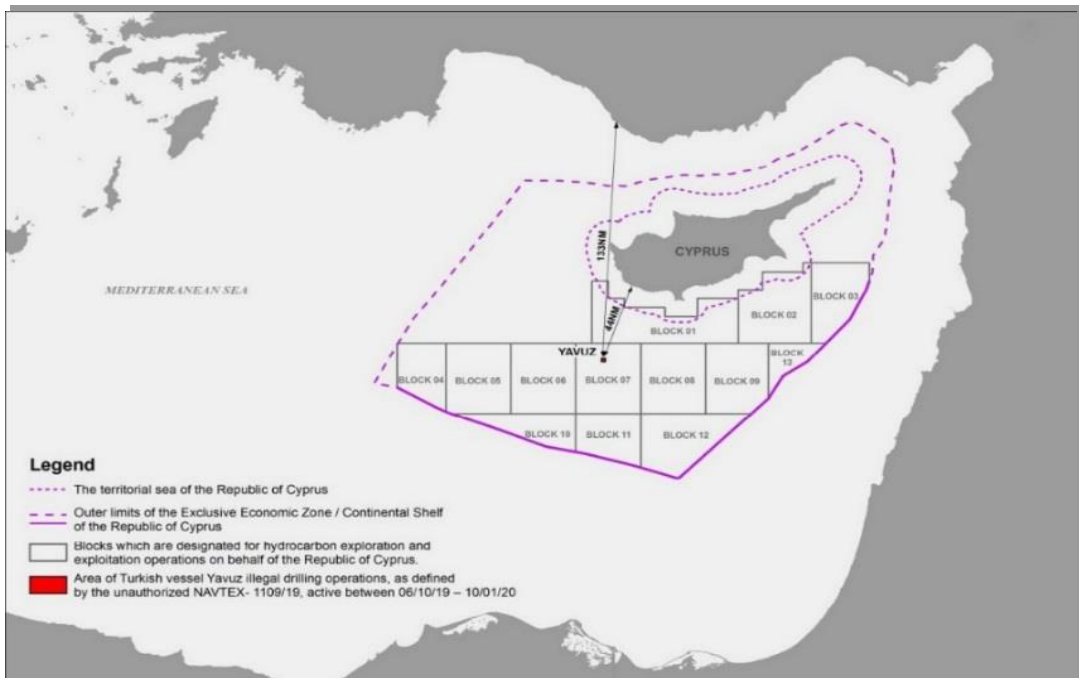 133NM
CYPRUS
MEDITERRANEAN SEA
44NM
BLOCK 03
BLOCK 02
BLOCK 01
YAVUZ
BLOCK 13
BLOCK 04
BLOCK 05
BLOCK 06
BLOCK 07
BLOCK 08
BLOCK 09
BLOCK 10
BLOCK 11
BLOCK 12
Legend
The territorial sea of the Republic of Cyprus
Outer limits of the Exclusive Economic Zone / Continental Shelf
of the Republic of Cyprus
Blocks which are designated for hydrocarbon exploration and
exploitation operations on behalf of the Republic of Cyprus.
Area of Turkish vessel Yavuz illegal drilling operations, as defined
by the unauthorized NAVTEX- 1109/19, active between 06/10/19 – 10/01/20